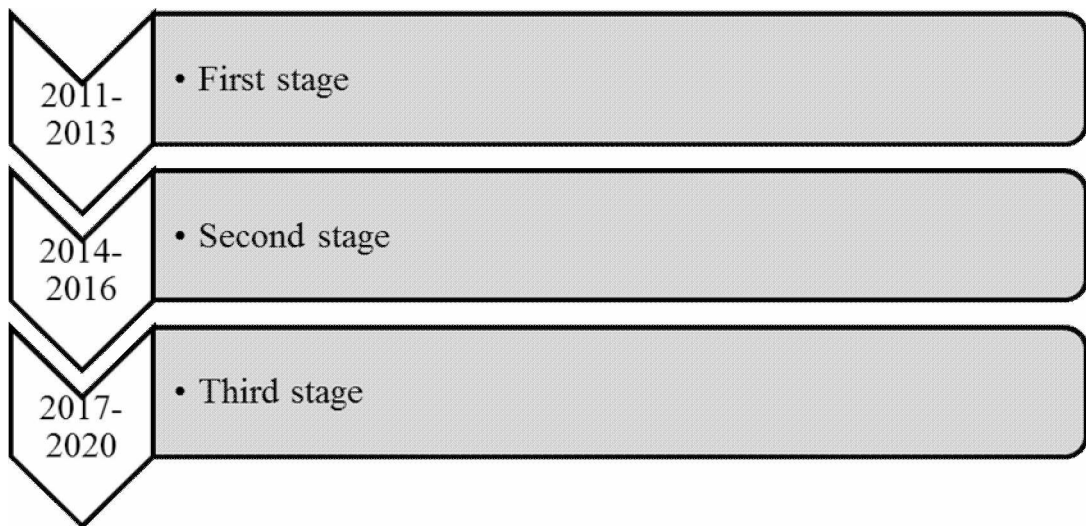 2011-
2013
• First stage
2014-
2016
• Second stage
2017-
2020
• Third stage